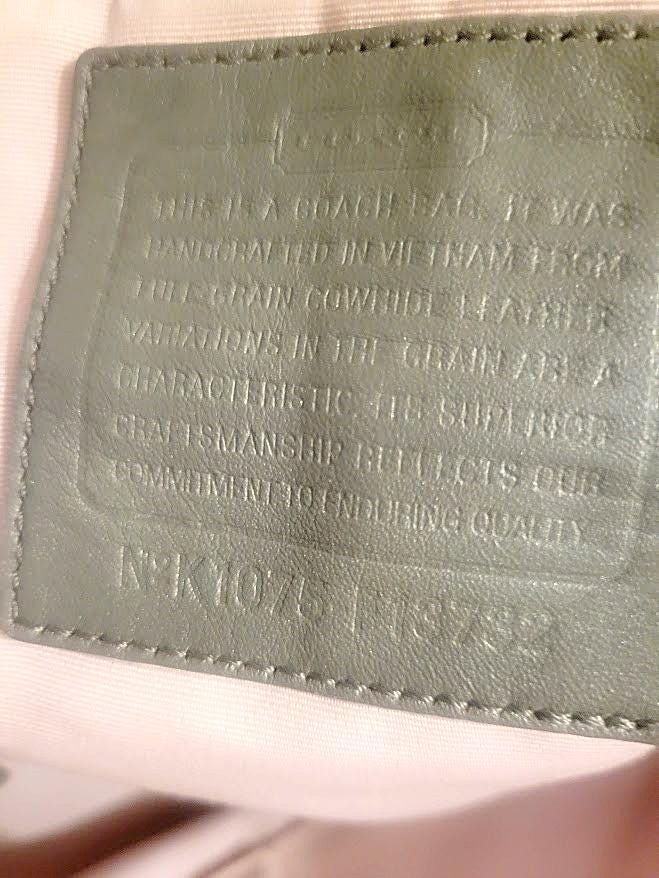 THIS IS A COACH BAG. IT WAS
HANDCRAFTED IN VIETNAM FROM
FULL GRAIN COWHIDE LEATHER.
VARIATIONS IN THE GRAIN ARE A
CHARACTERISTIC. ITS SUPERIOR
CRAFTSMANSHIP REFLECTS OUR
COMMITMENT TO ENDURING QUALITY.
Nº K1075